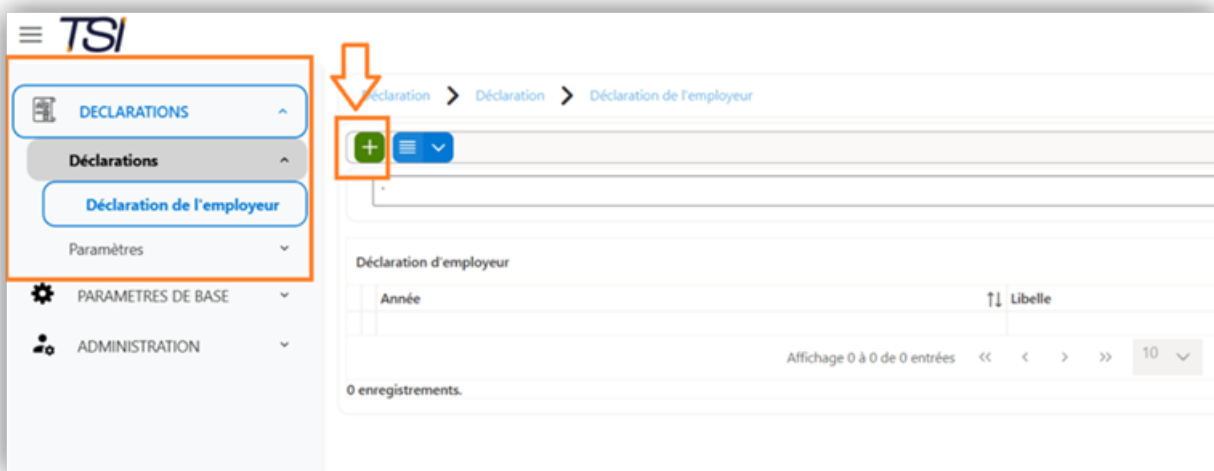 TSI
DECLARATIONS
Déclarations
Déclaration de l'employeur
Paramètres
PARAMETRES DE BASE
ADMINISTRATION
Déclaration Déclaration Déclaration de l'employeur
Déclaration d'employeur
Année Libelle
Affichage 0 à 0 de 0 entrées << < > >> 10
0 enregistrements.